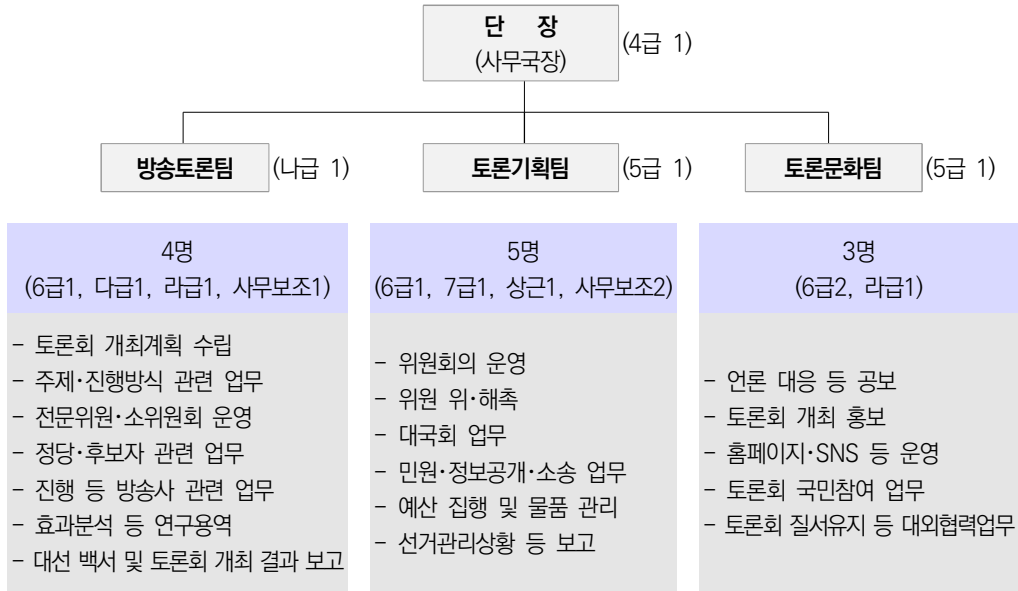 단 장
(사무국장)
(4급 1)
방송토론팀 (나급 1)
토론기획팀 (5급 1)
토론문화팀 (5급 1)
4명
(6급1, 다급1, 라급1, 사무보조1)
- 토론회 개최계획 수립
- 주제·진행방식 관련 업무
- 전문위원·소위원회 운영
- 정당·후보자 관련 업무
- 진행 등 방송사 관련 업무
- 효과분석 등 연구용역
- 대선 백서 및 토론회 개최 결과 보고
5명
(6급1, 7급1, 상근1, 사무보조2)
- 위원회의 운영
- 위원 위·해촉
- 대국회 업무
- 민원·정보공개·소송 업무
- 예산 집행 및 물품 관리
- 선거관리상황 등 보고
3명
(6급2, 라급1)
- 언론 대응 등 공보
- 토론회 개최 홍보
- 홈페이지·SNS 등 운영
- 토론회 국민참여 업무
- 토론회 질서유지 등 대외협력업무